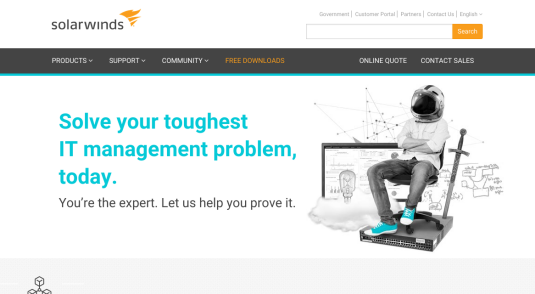 solarwinds
Government | Customer Portal | Partners | Contact Us | English
Search
PRODUCTS
SUPPORT
COMMUNITY
FREE DOWNLOADS
ONLINE QUOTE
CONTACT SALES
Solve your toughest
IT management problem,
today.
You're the expert. Let us help you prove it.